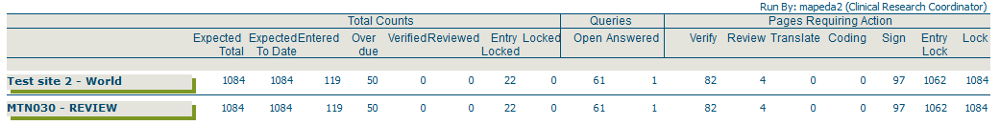 Run By: mapeda2 (Clinical Research Coordinator)
Total Counts Queries Pages Requiring Action
Expected Expected Entered Over Verified Reviewed Entry Locked Open Answered Verify Review Translate Coding Sign Entry Lock
Total To Date due Locked Lock
Test site 2 - World 1084 1084 119 50 0 0 22 0 61 1 82 4 0 0 97 1062 1084
MTN030 - REVIEW 1084 1084 119 50 0 0 22 0 61 1 82 4 0 0 97 1062 1084